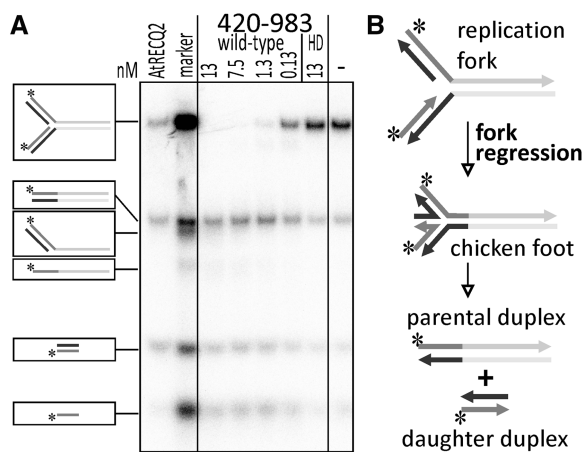 A
420-983
wild-type
HD
nM
AtRECQ2
marker
13
7.5
1.3
0.13
13
–
*
*
*
*
*
*
*
B
*
replication
fork
*
fork
regression
*
*
chicken foot
parental duplex
*
+
*
daughter duplex